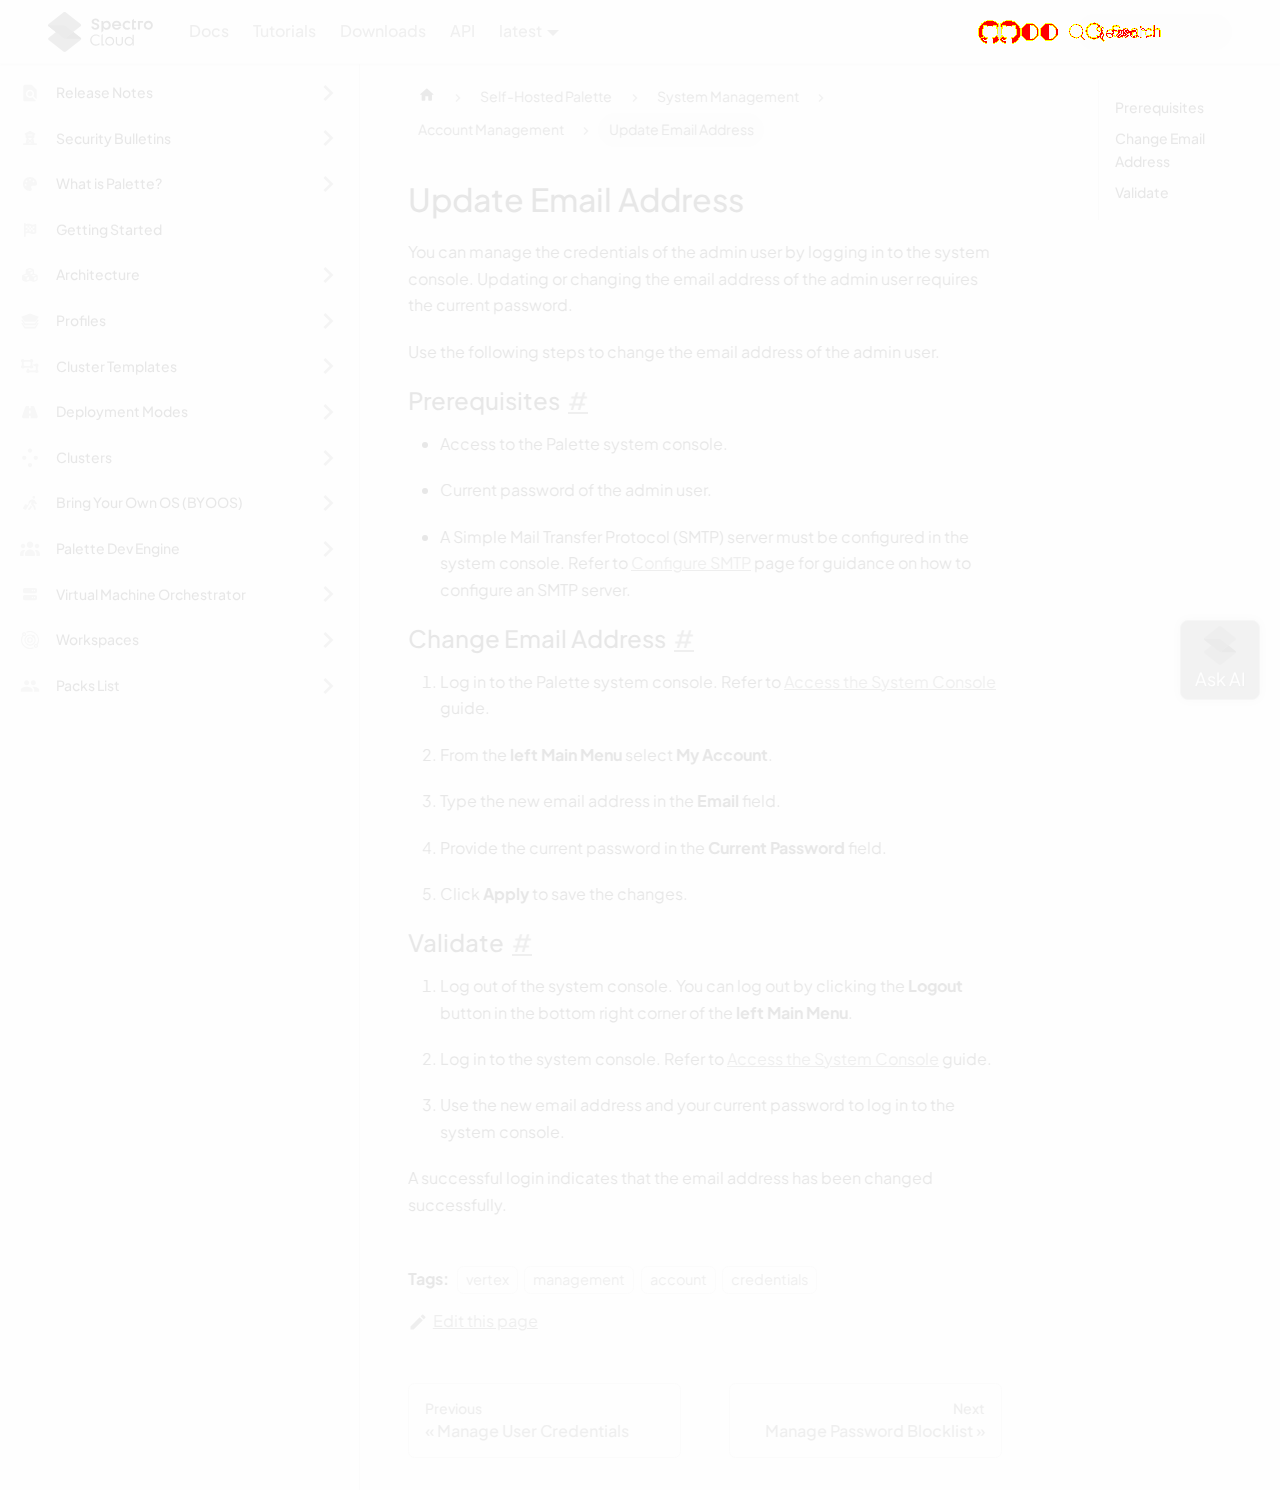 Spectro
Cloud
Docs
Tutorials
Downloads
API
latest
Search
Release Notes
Security Bulletins
What is Palette?
Getting Started
Architecture
Profiles
Cluster Templates
Deployment Modes
Clusters
Bring Your Own OS (BYOOS)
Palette Dev Engine
Virtual Machine Orchestrator
Workspaces
Packs List
Self-Hosted Palette
System Management
Account Management
Update Email Address
Update Email Address
You can manage the credentials of the admin user by logging in to the system
console. Updating or changing the email address of the admin user requires
the current password.
Use the following steps to change the email address of the admin user.
Prerequisites #
• Access to the Palette system console.
• Current password of the admin user.
• A Simple Mail Transfer Protocol (SMTP) server must be configured in the
system console. Refer to Configure SMTP page for guidance on how to
configure an SMTP server.
Change Email Address #
1. Log in to the Palette system console. Refer to Access the System Console
guide.
2. From the left Main Menu select My Account.
3. Type the new email address in the Email field.
4. Provide the current password in the Current Password field.
5. Click Apply to save the changes.
Validate #
1. Log out of the system console. You can log out by clicking the Logout
button in the bottom right corner of the left Main Menu.
2. Log in to the system console. Refer to Access the System Console guide.
3. Use the new email address and your current password to log in to the
system console.
A successful login indicates that the email address has been changed
successfully.
Tags: vertex management account credentials
Edit this page
Previous
« Manage User Credentials
Next
Manage Password Blocklist »
Prerequisites
Change Email
Address
Validate
Ask AI